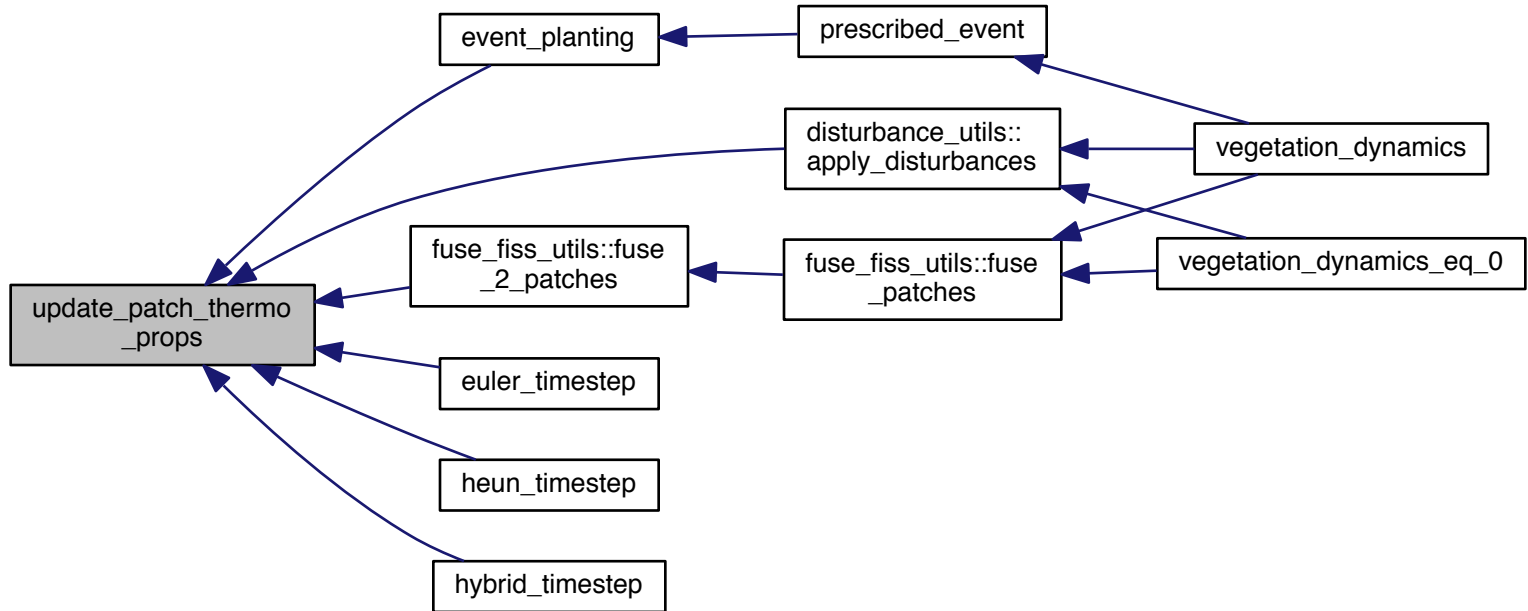 event_planting
prescribed_event
disturbance_utils::
apply_disturbances
vegetation_dynamics
fuse_fiss_utils::fuse
_2_patches
fuse_fiss_utils::fuse
_patches
vegetation_dynamics_eq_0
update_patch_thermo
_props
euler_timestep
heun_timestep
hybrid_timestep